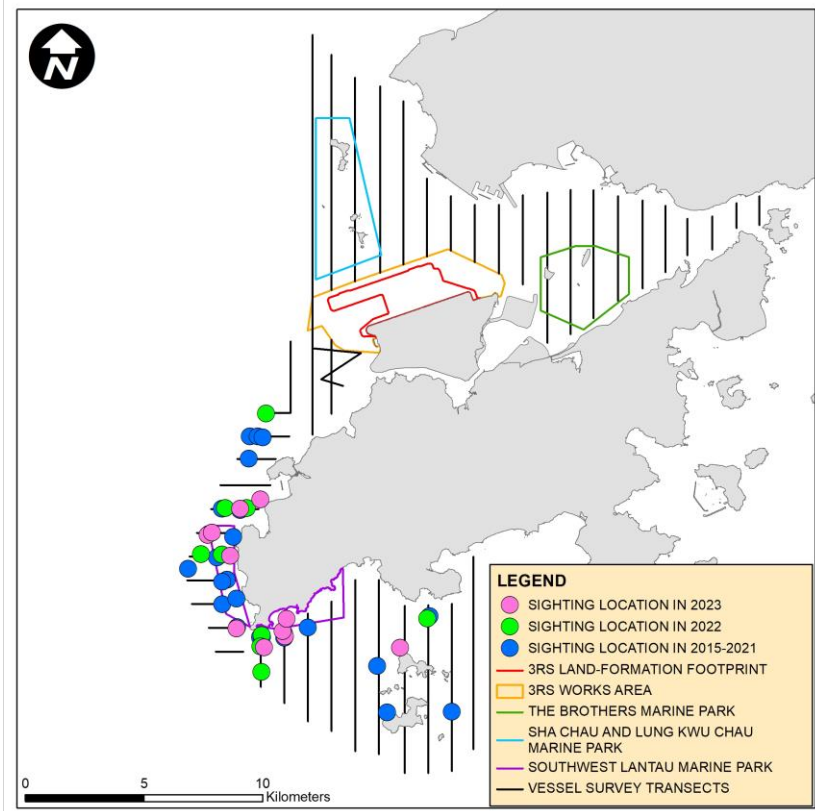 N
LEGEND
SIGHTING LOCATION IN 2023
SIGHTING LOCATION IN 2022
SIGHTING LOCATION IN 2015-2021
3RS LAND-FORMATION FOOTPRINT
3RS WORKS AREA
THE BROTHERS MARINE PARK
SHA CHAU AND LUNG KWU CHAU
MARINE PARK
SOUTHWEST LANTAU MARINE PARK
VESSEL SURVEY TRANSECTS
0 5 10
Kilometers